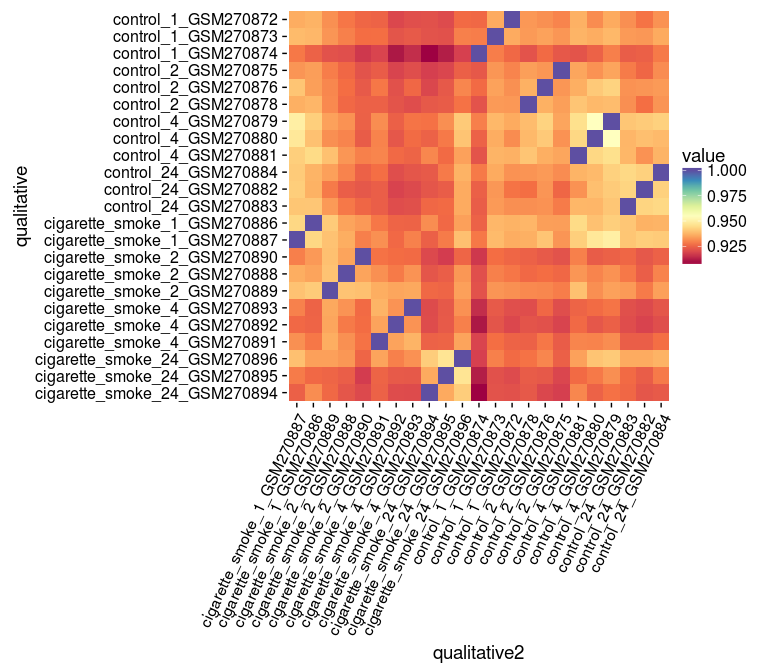 control_1_GSM270872
control_1_GSM270873
control_1_GSM270874
control_2_GSM270875
control_2_GSM270876
control_2_GSM270878
control_4_GSM270879
control_4_GSM270880
control_4_GSM270881
control_24_GSM270884
control_24_GSM270882
control_24_GSM270883
cigarette_smoke_1_GSM270886
cigarette_smoke_1_GSM270887
cigarette_smoke_2_GSM270890
cigarette_smoke_2_GSM270888
cigarette_smoke_2_GSM270889
cigarette_smoke_4_GSM270893
cigarette_smoke_4_GSM270892
cigarette_smoke_4_GSM270891
cigarette_smoke_24_GSM270896
cigarette_smoke_24_GSM270895
cigarette_smoke_24_GSM270894
qualitative
value
1.000
0.975
0.950
0.925
cigarette_smoke_1_GSM270887
cigarette_smoke_1_GSM270886
cigarette_smoke_2_GSM270889
cigarette_smoke_2_GSM270888
cigarette_smoke_2_GSM270890
cigarette_smoke_4_GSM270891
cigarette_smoke_4_GSM270892
cigarette_smoke_4_GSM270893
cigarette_smoke_24_GSM270894
cigarette_smoke_24_GSM270895
cigarette_smoke_24_GSM270896
control_1_GSM270874
control_1_GSM270873
control_1_GSM270872
control_2_GSM270878
control_2_GSM270876
control_2_GSM270875
control_4_GSM270881
control_4_GSM270880
control_4_GSM270879
control_24_GSM270883
control_24_GSM270882
control_24_GSM270884
qualitative2